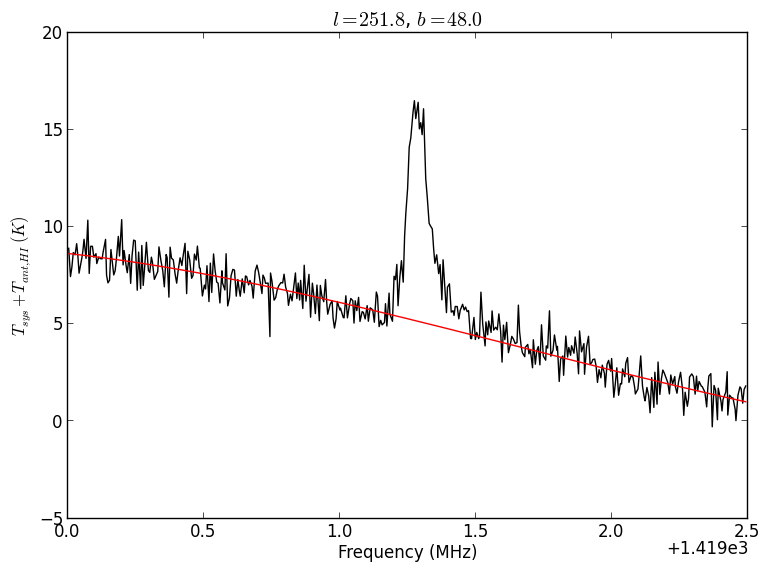 l = 251.8, b = 48.0
20
15
10
5
0
−5
T_sys + T_ant,HI (K)
0.0 0.5 1.0 1.5 2.0 2.5
Frequency (MHz)
+1.419e3